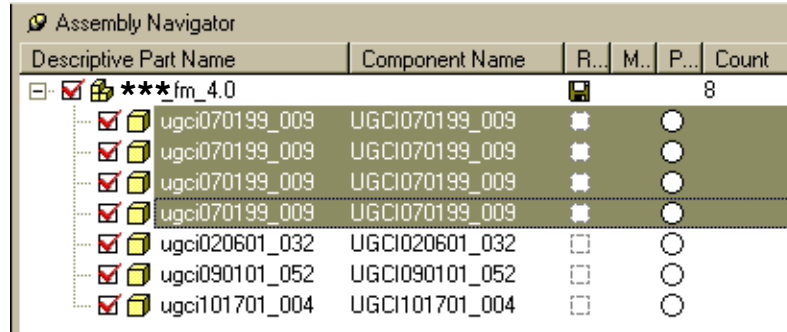 Assembly Navigator
Descriptive Part Name Component Name R... M... P... Count
***_fm_4.0 8
ugci070199_009 UGCI070199_009
ugci070199_009 UGCI070199_009
ugci070199_009 UGCI070199_009
ugci070199_009 UGCI070199_009
ugci020601_032 UGCI020601_032
ugci090101_052 UGCI090101_052
ugci101701_004 UGCI101701_004